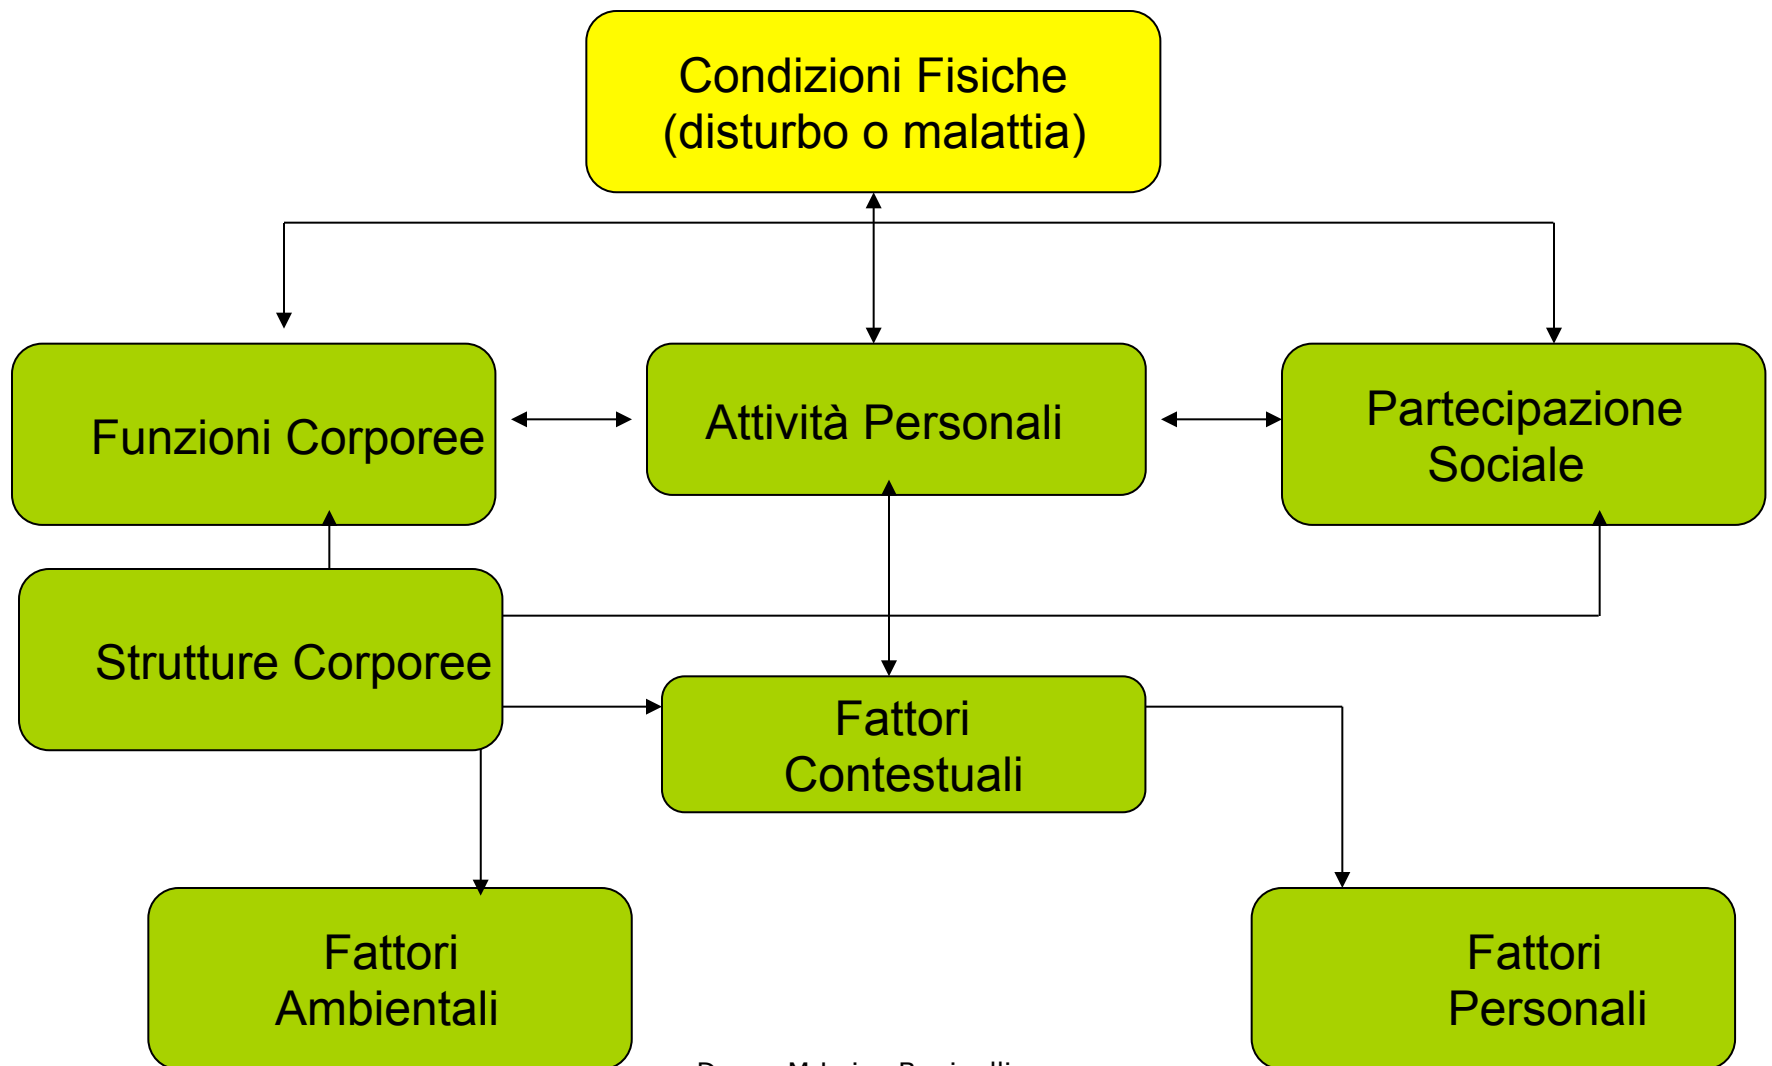 Condizioni Fisiche
(disturbo o malattia)
Funzioni Corporee
Attività Personali
Partecipazione
Sociale
Strutture Corporee
Fattori
Contestuali
Fattori
Ambientali
Fattori
Personali